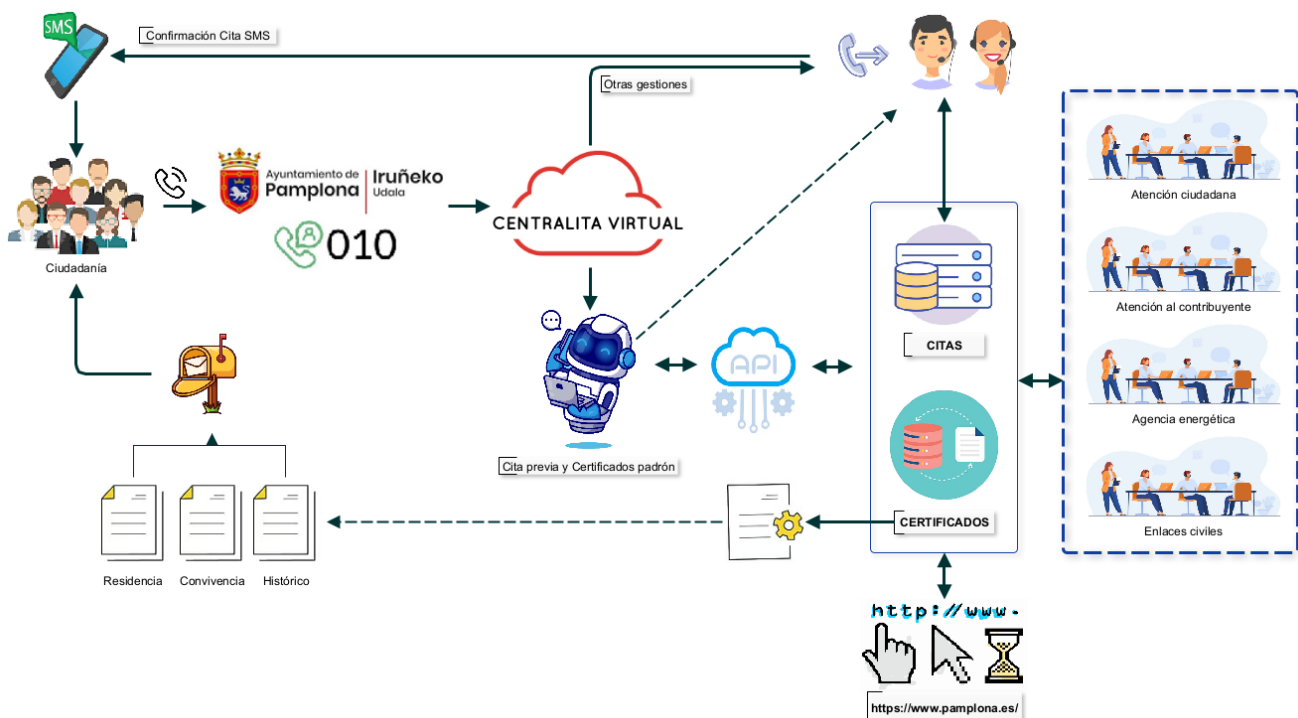 SMS
Confirmación Cita SMS
Otras gestiones
Ciudadanía
Ayuntamiento de
Pamplona
Iruñeko
Udala
010
CENTRALITA VIRTUAL
Atención ciudadana
Atención al contribuyente
Agencia energética
Enlaces civiles
CITAS
API
Cita previa y Certificados padrón
CERTIFICADOS
Residencia
Convivencia
Histórico
http://www.
https://www.pamplona.es/